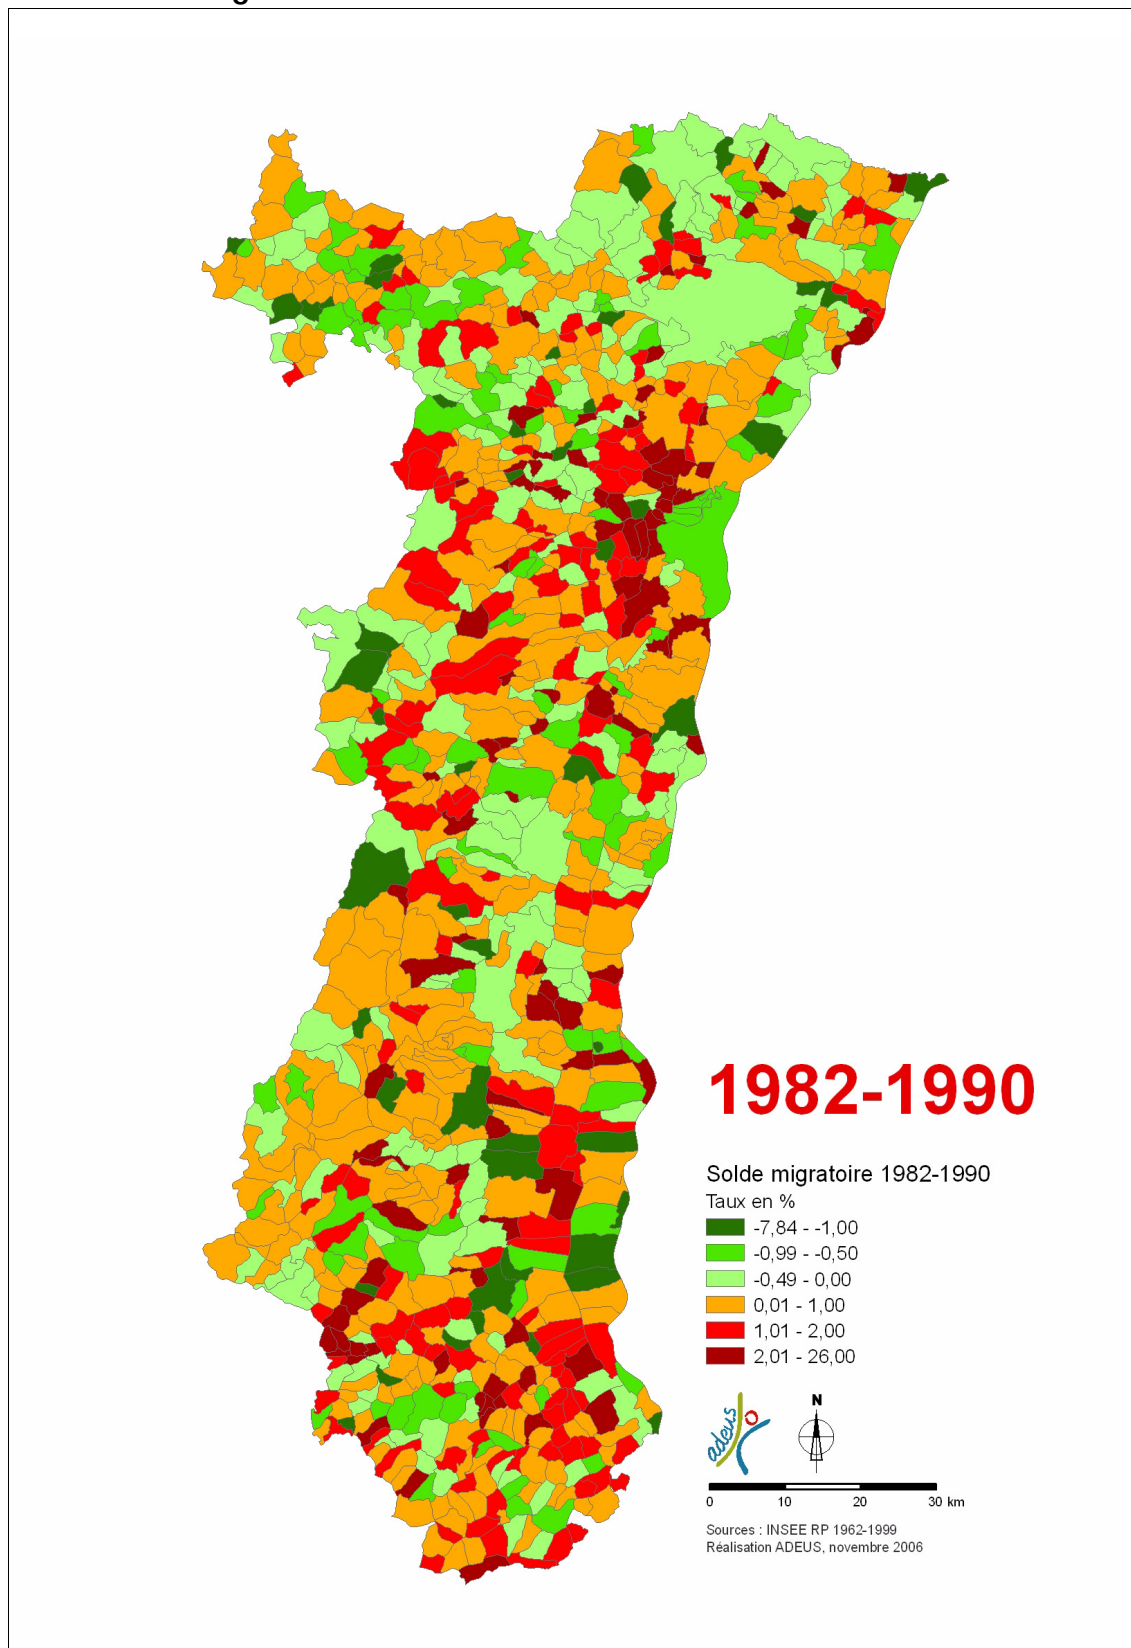 1982-1990
Solde migratoire 1982-1990
Taux en %
-7,84 - -1,00
-0,99 - -0,50
-0,49 - 0,00
0,01 - 1,00
1,01 - 2,00
2,01 - 26,00
adeus
N
0 10 20 30 km
Sources : INSEE RP 1962-1999
Réalisation ADEUS, novembre 2006